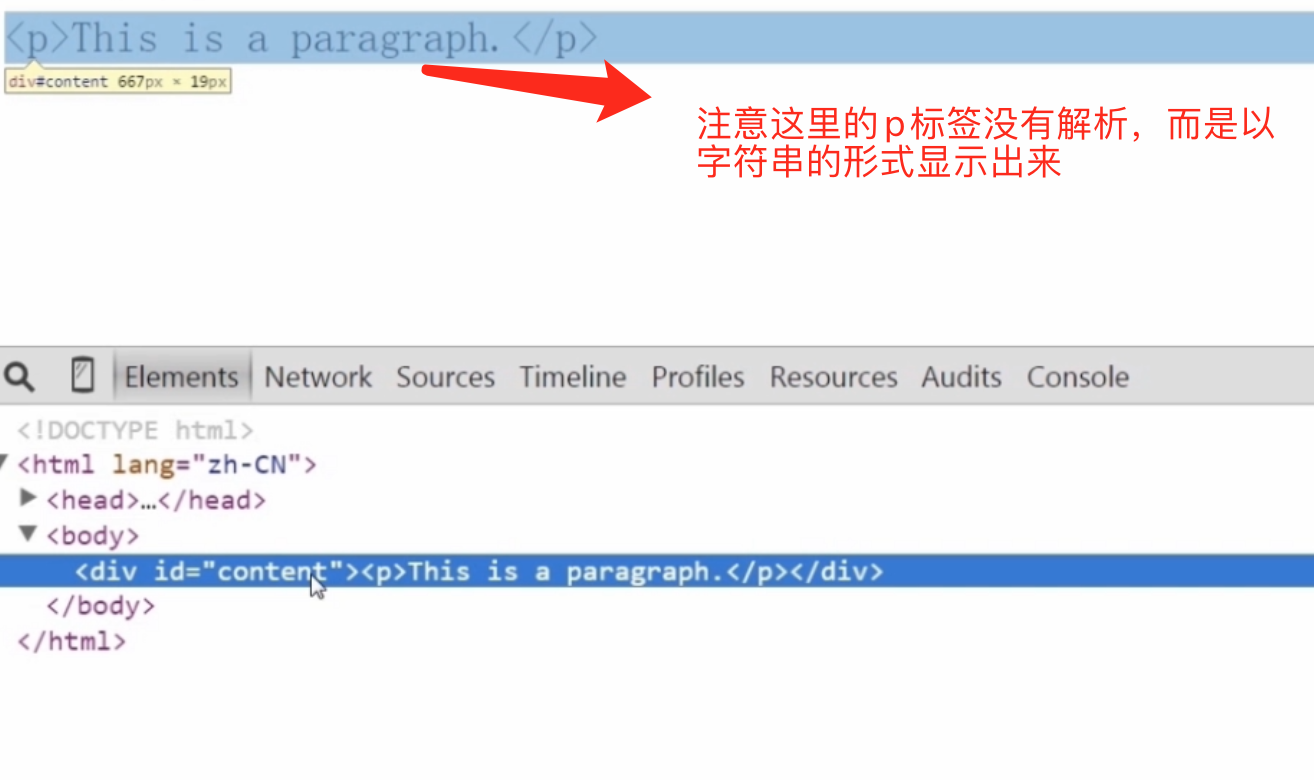 <p>This is a paragraph.</p>
div#content 667px × 19px
注意这里的p标签没有解析，而是以
字符串的形式显示出来
Elements Network Sources Timeline Profiles Resources Audits Console
<!DOCTYPE html>
<html lang="zh-CN">
<head>…</head>
<body>
<div id="content"><p>This is a paragraph.</p></div>
</body>
</html>